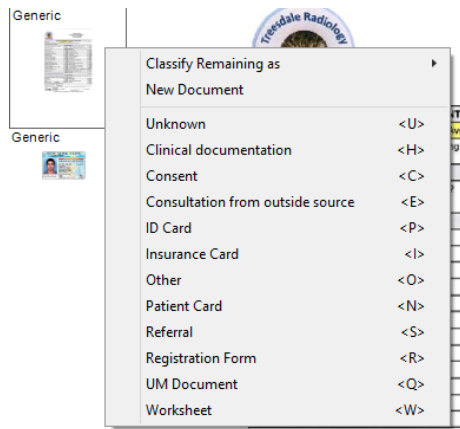 Generic
Treesdale Radiology
Classify Remaining as
New Document
Generic
Unknown <U>
Clinical documentation <H>
Consent <C>
Consultation from outside source <E>
ID Card <P>
Insurance Card <I>
Other <O>
Patient Card <N>
Referral <S>
Registration Form <R>
UM Document <Q>
Worksheet <W>